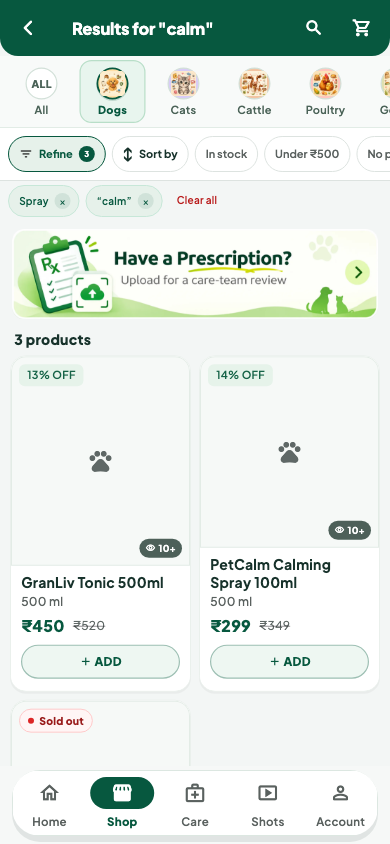 Results for "calm"
ALL
All
Dogs
Cats
Cattle
Poultry
Refine 3
Sort by
In stock
Under ₹500
Spray ×
“calm” ×
Clear all
Rx
Have a Prescription?
Upload for a care-team review
3 products
13% OFF
10+
GranLiv Tonic 500ml
500 ml
₹450 ₹520
+ ADD
14% OFF
10+
PetCalm Calming
Spray 100ml
500 ml
₹299 ₹349
+ ADD
Sold out
Home
Shop
Care
Shots
Account